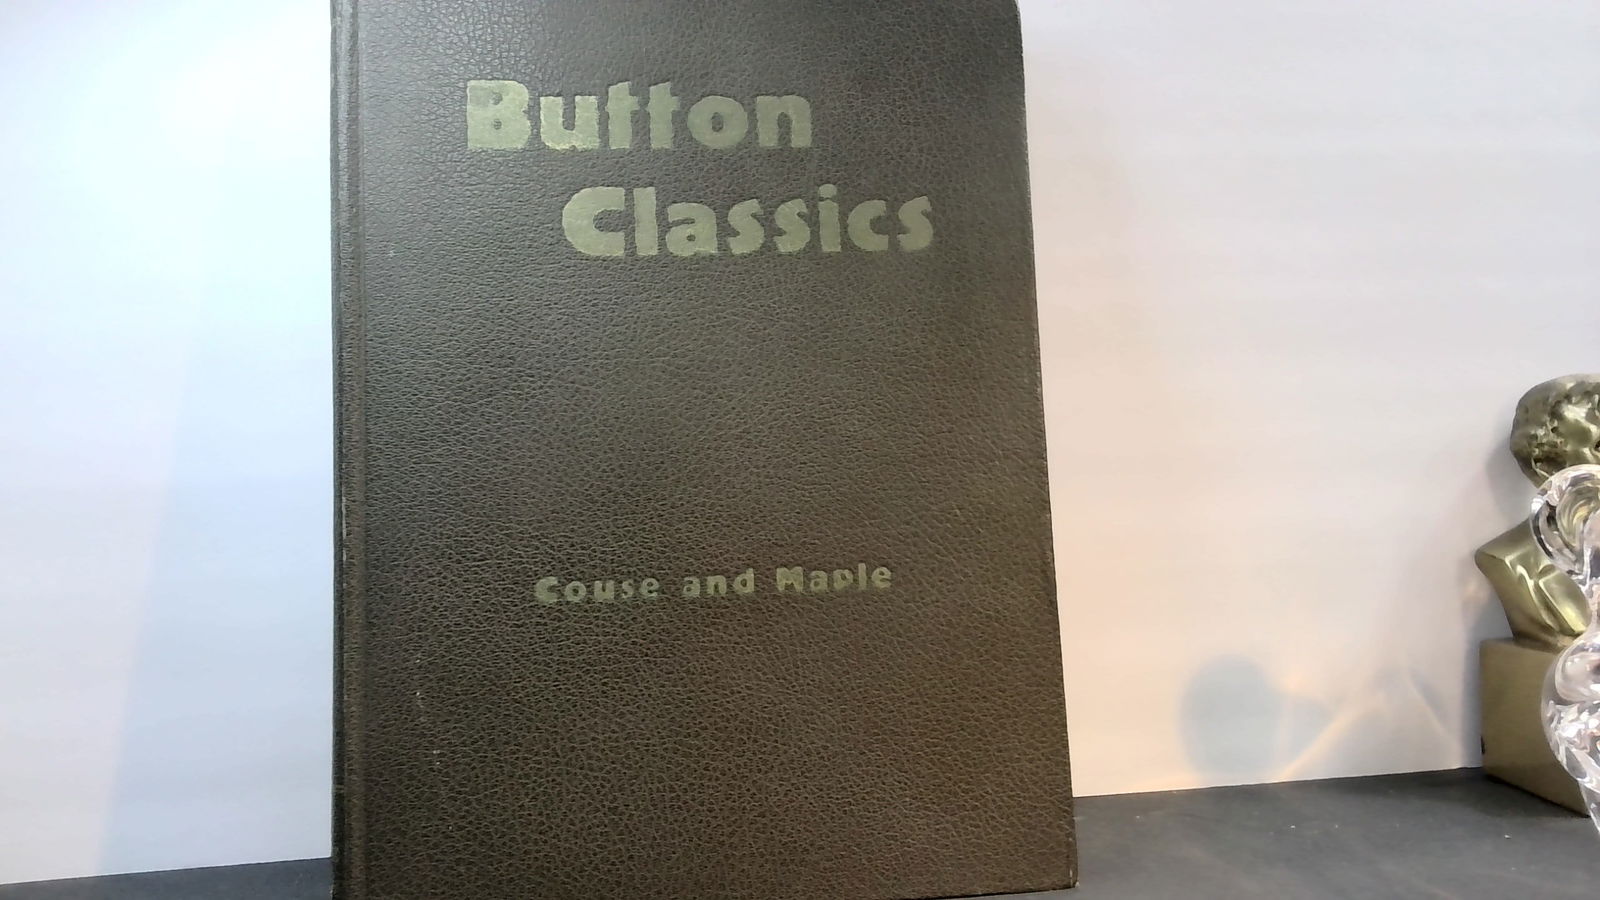 Button
Classics
Couse and Maple